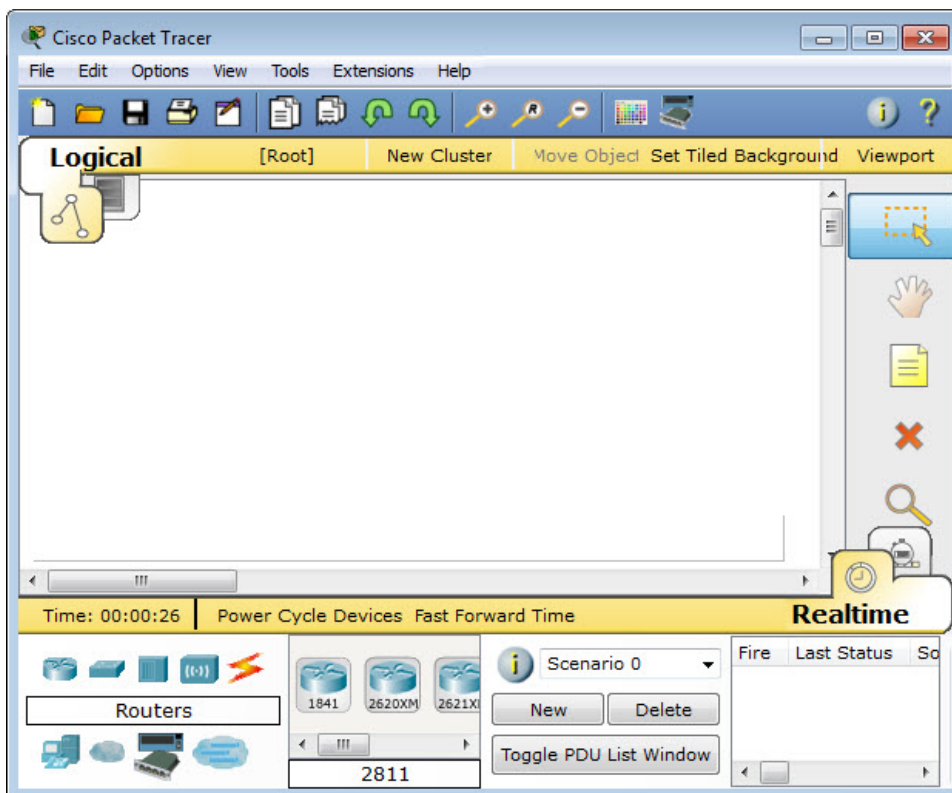 Cisco Packet Tracer
File Edit Options View Tools Extensions Help
R
i ?
Logical [Root] New Cluster Move Object Set Tiled Background Viewport
Time: 00:00:26 Power Cycle Devices Fast Forward Time Realtime
Routers
1841 2620XM 2621X
2811
i Scenario 0
New Delete
Toggle PDU List Window
Fire Last Status So